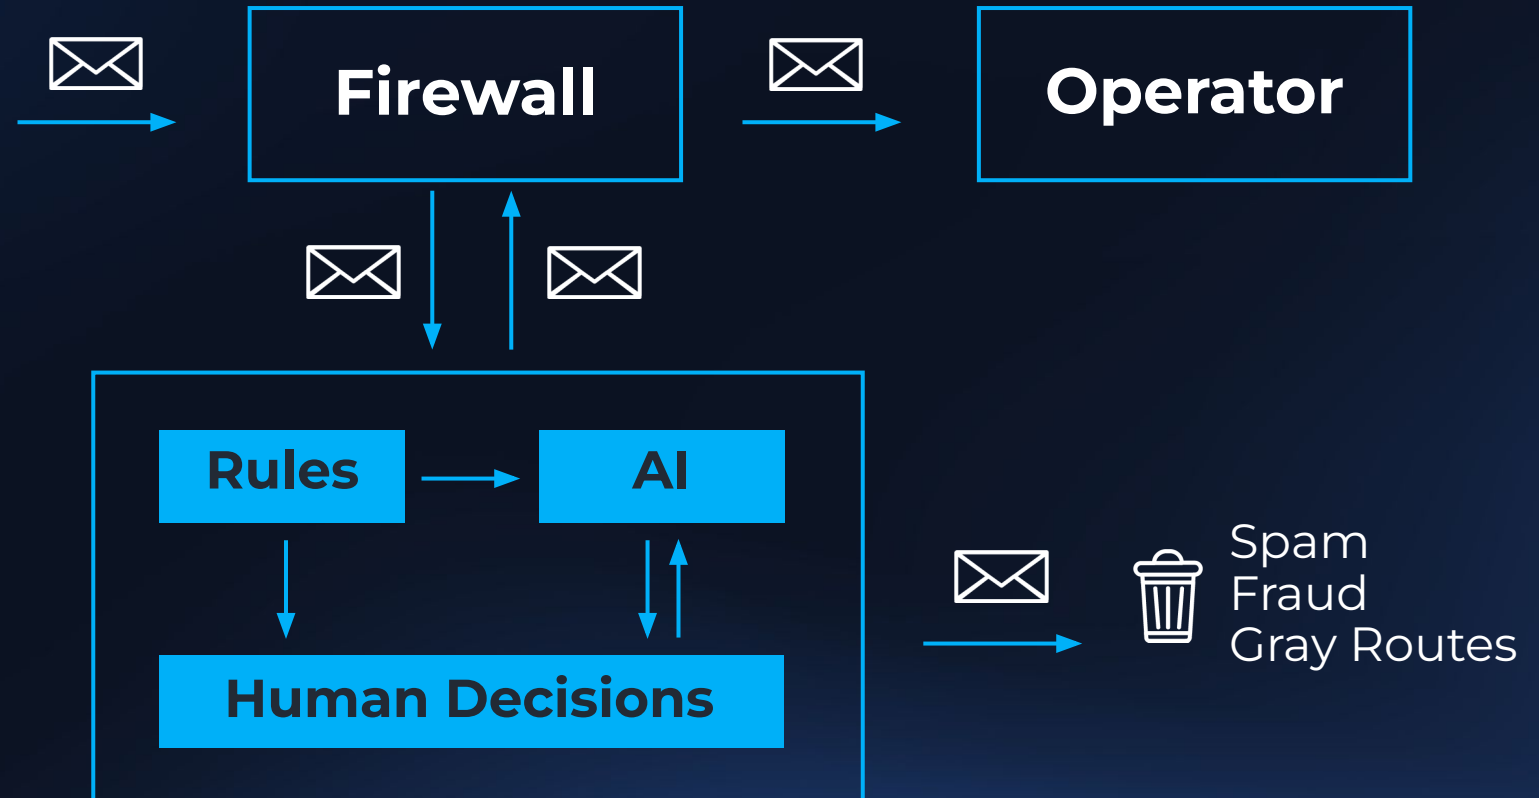 Firewall
Operator
Rules
AI
Human Decisions
Spam
Fraud
Gray Routes